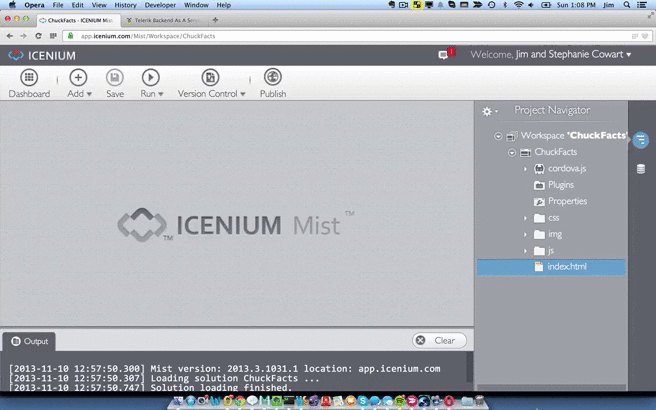 Opera File Edit View History Developer Window Help Sun 1:08 PM Jim
ChuckFacts - ICENIUM Mist Telerik Backend As A Serv
app.icenium.com/Mist/Workspace/ChuckFacts
ICENIUM Welcome, Jim and Stephanie Cowart
Dashboard Add Save Run Version Control Publish
Project Navigator
Workspace 'ChuckFacts'
ChuckFacts
cordova.js
Plugins
Properties
css
img
js
index.html
ICENIUM Mist TM
TM
Output Clear
[2013-11-10 12:57:50.300] Mist version: 2013.3.1031.1 location: app.icenium.com
[2013-11-10 12:57:50.307] Loading solution ChuckFacts ...
[2013-11-10 12:57:50.747] Solution loading finished.